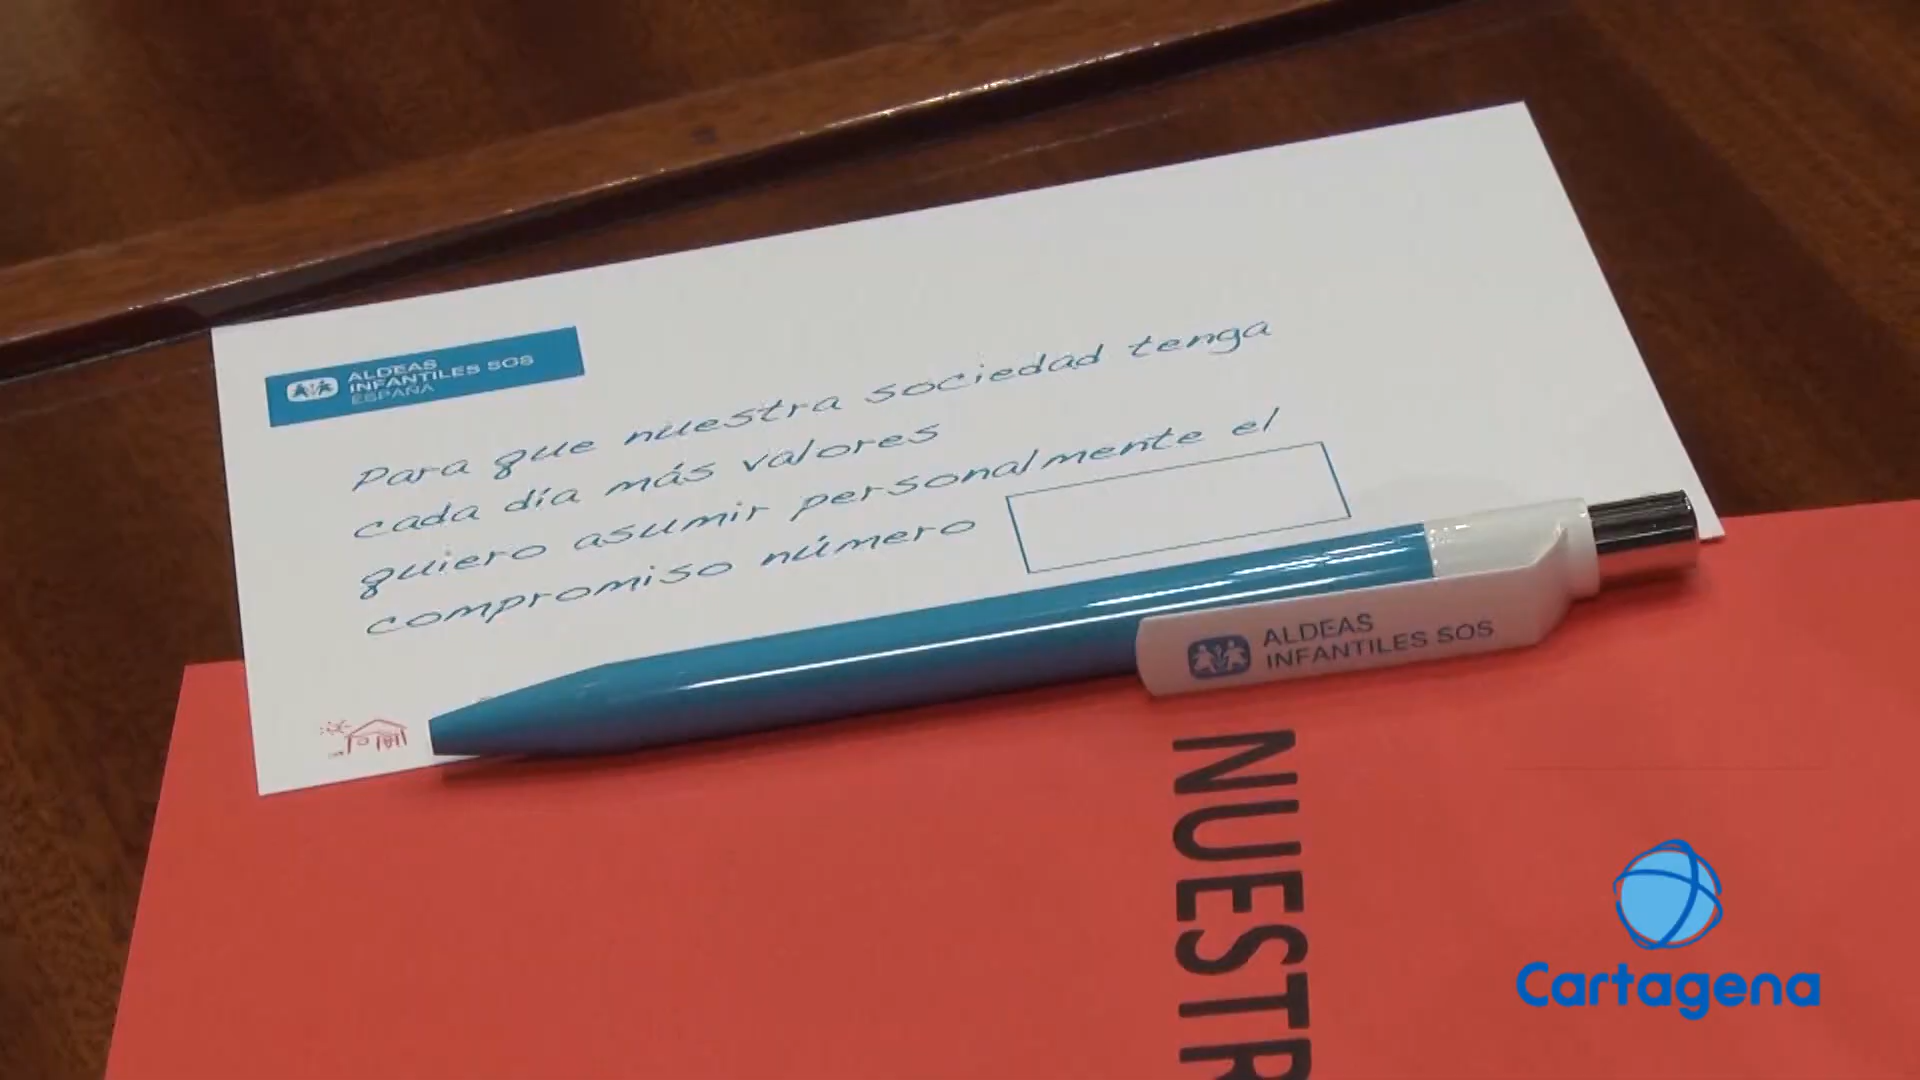 ALDEAS
INFANTILES SOS
ESPAÑA
Para que nuestra sociedad tenga
cada día más valores
quiero asumir personalmente el
compromiso número
ALDEAS
INFANTILES SOS
NUESTR
Cartagena